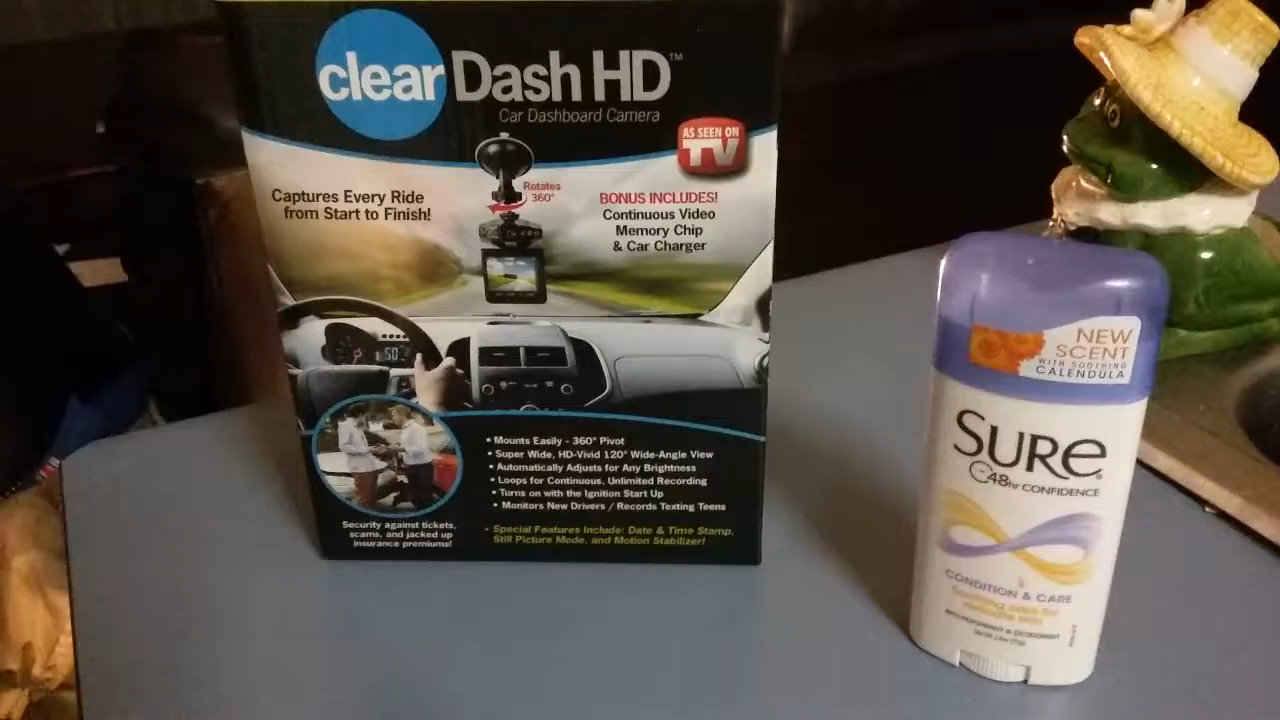 clear Dash HD™
Car Dashboard Camera
AS SEEN ON
TV
Captures Every Ride
from Start to Finish!
Rotates
360°
BONUS INCLUDES!
Continuous Video
Memory Chip
& Car Charger
50
• Mounts Easily - 360° Pivot
• Super Wide, HD-Vivid 120° Wide-Angle View
• Automatically Adjusts for Any Brightness
• Loops for Continuous, Unlimited Recording
• Turns on with the Ignition Start Up
• Monitors New Drivers / Records Texting Teens
• Special Features Include: Date & Time Stamp,
Still Picture Mode, and Motion Stabilizer!
Security against tickets,
scams, and jacked up
insurance premiums!
NEW
SCENT
WITH SOOTHING
CALENDULA
SURE®
48hr CONFIDENCE
CONDITION & CARE
ANTI-PERSPIRANT & DEODORANT